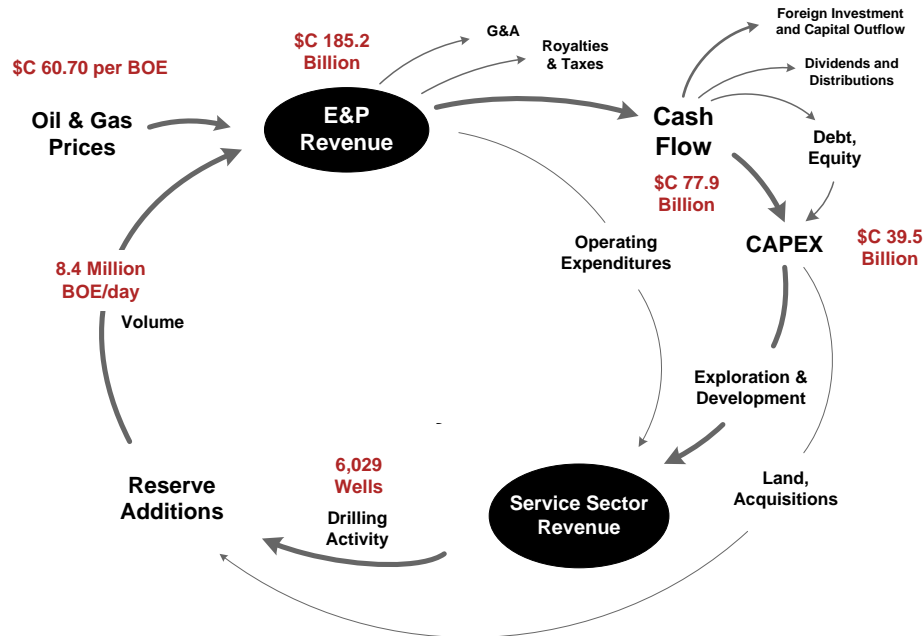 $C 60.70 per BOE
Oil & Gas
Prices
$C 185.2
Billion
E&P
Revenue
G&A
Royalties
& Taxes
Foreign Investment
and Capital Outflow
Dividends and
Distributions
Cash
Flow
$C 77.9
Billion
Debt,
Equity
CAPEX
$C 39.5
Billion
Operating
Expenditures
8.4 Million
BOE/day
Volume
Exploration &
Development
Land,
Acquisitions
Service Sector
Revenue
6,029
Wells
Drilling
Activity
Reserve
Additions